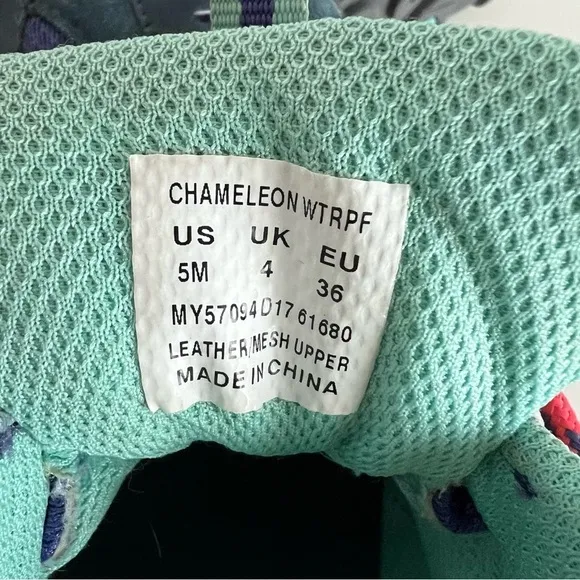 CHAMELEON WTRPF
US UK EU
5M 4 36
MY57094D17 61680
LEATHER/MESH UPPER
MADE IN CHINA